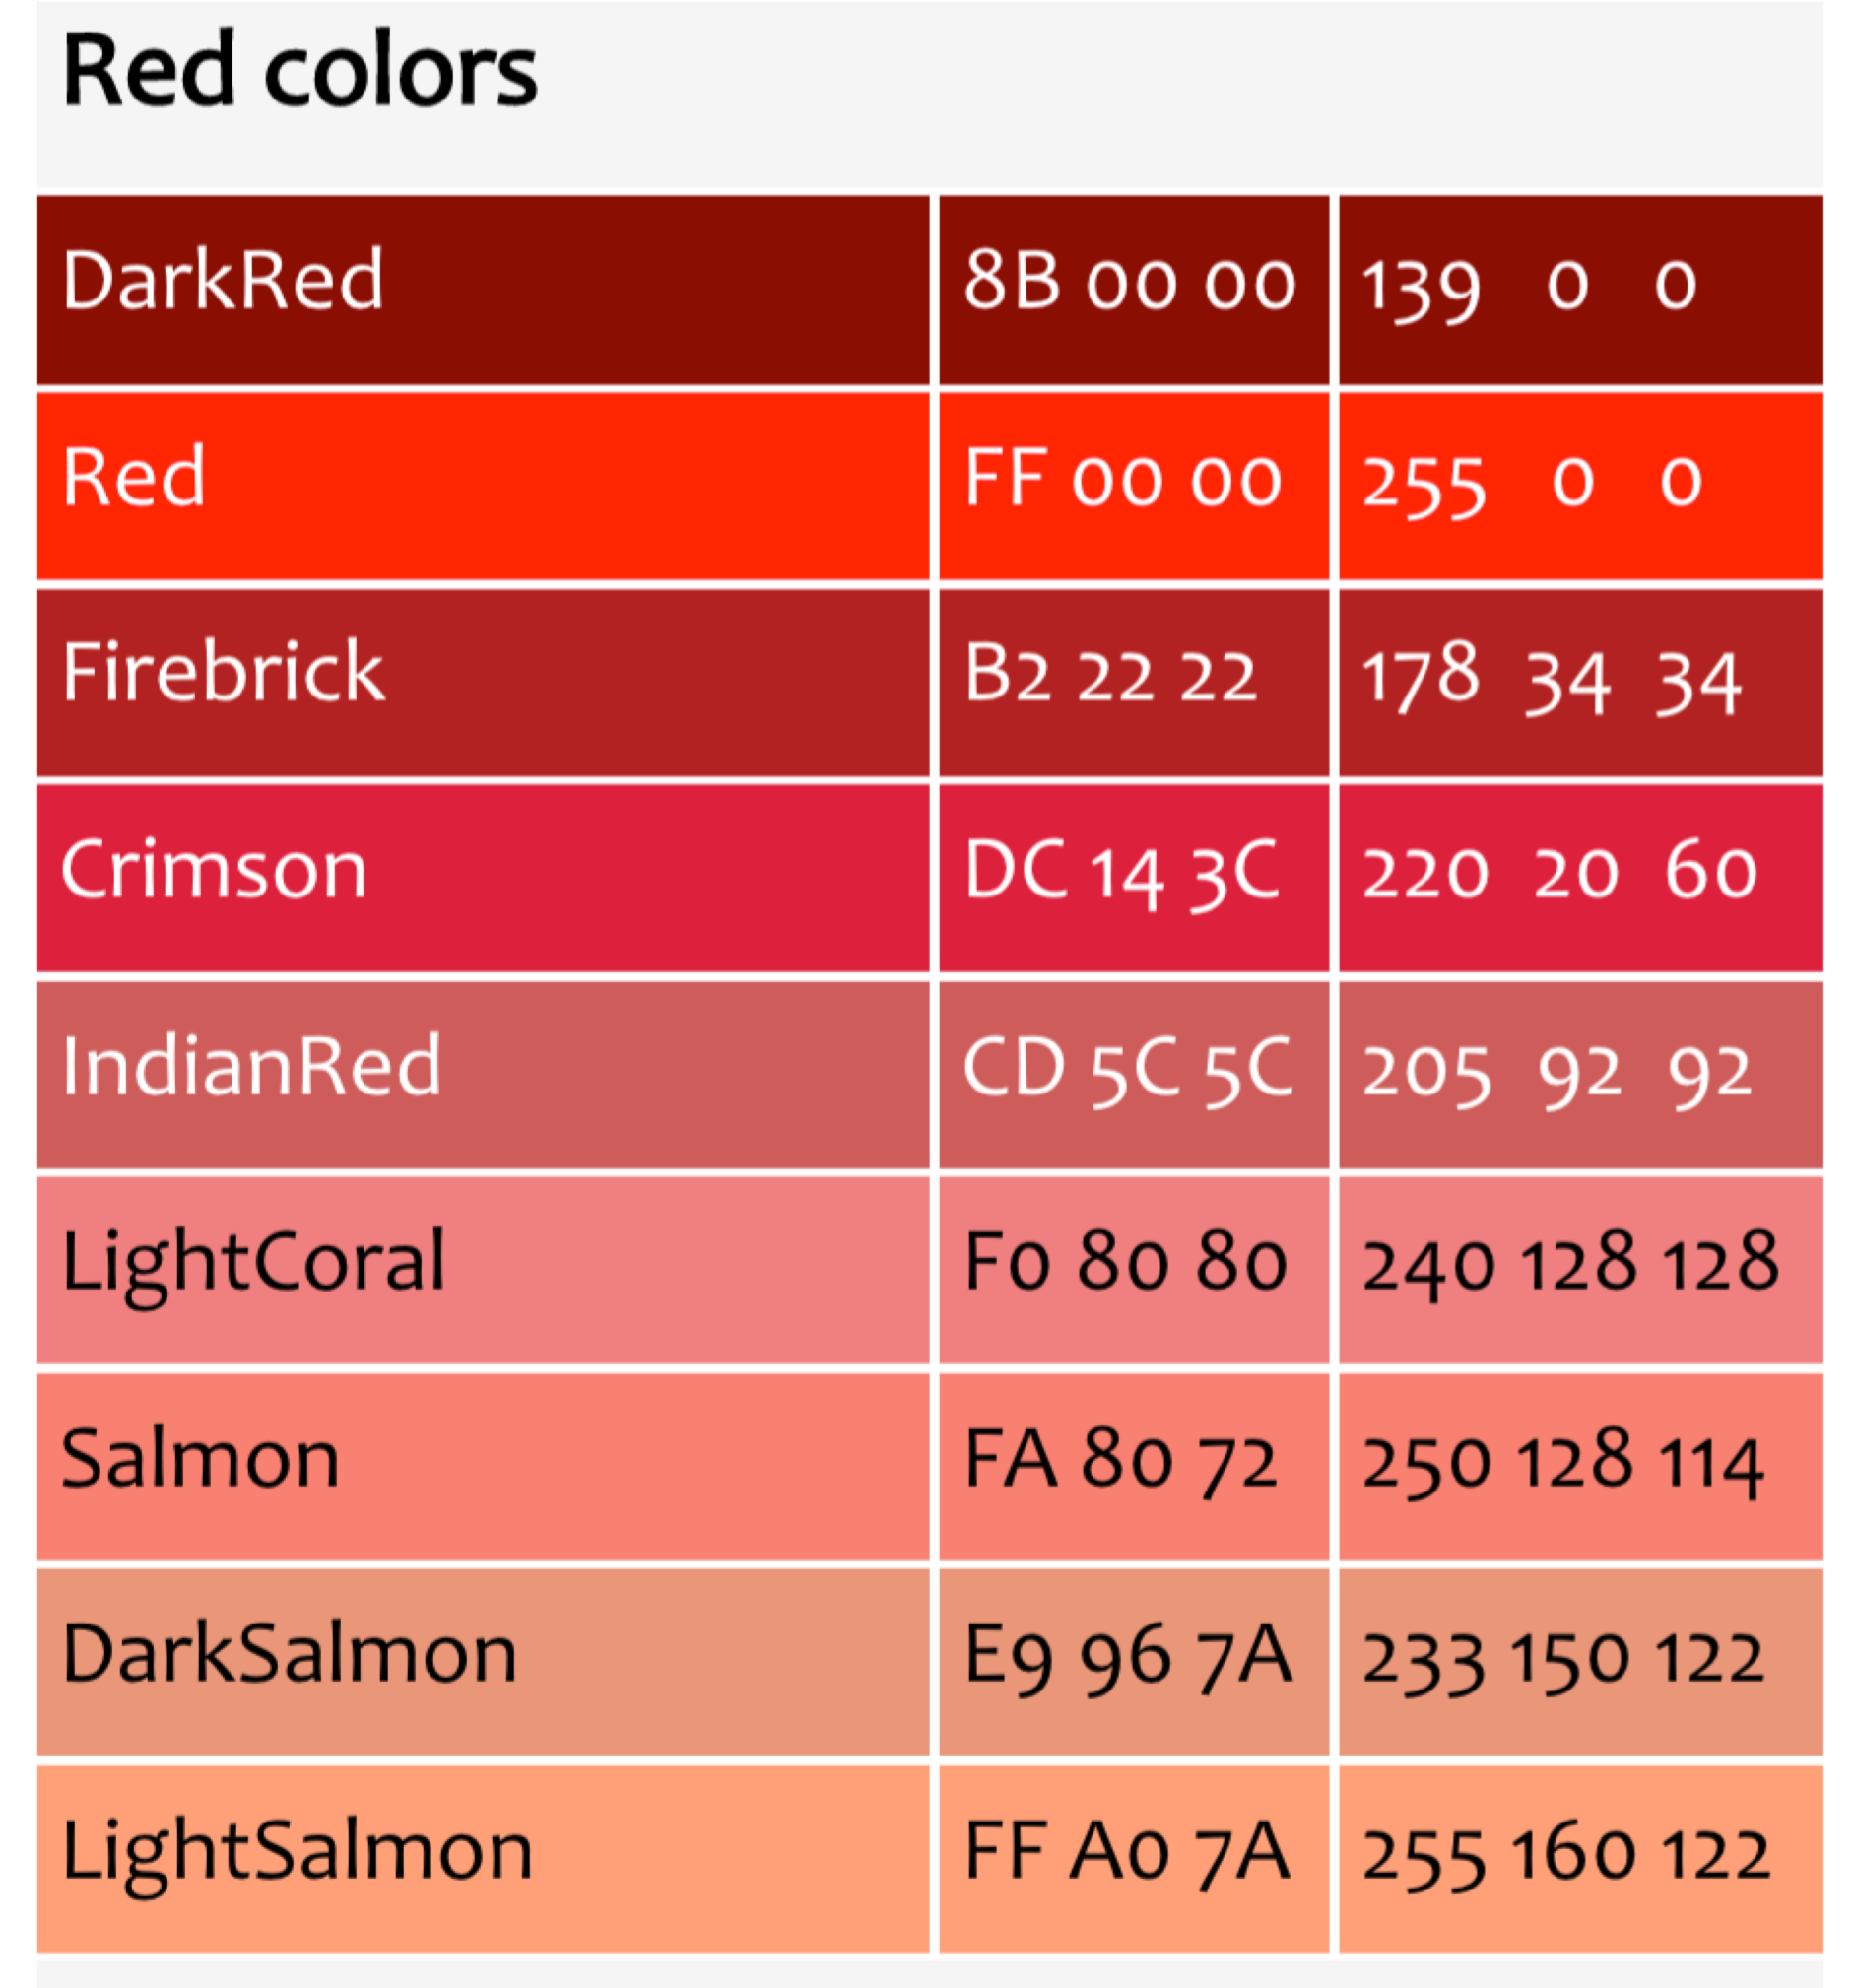 Red colors
DarkRed 8B 00 00 139 0 0
Red FF 00 00 255 0 0
Firebrick B2 22 22 178 34 34
Crimson DC 14 3C 220 20 60
IndianRed CD 5C 5C 205 92 92
LightCoral F0 80 80 240 128 128
Salmon FA 80 72 250 128 114
DarkSalmon E9 96 7A 233 150 122
LightSalmon FF A0 7A 255 160 122